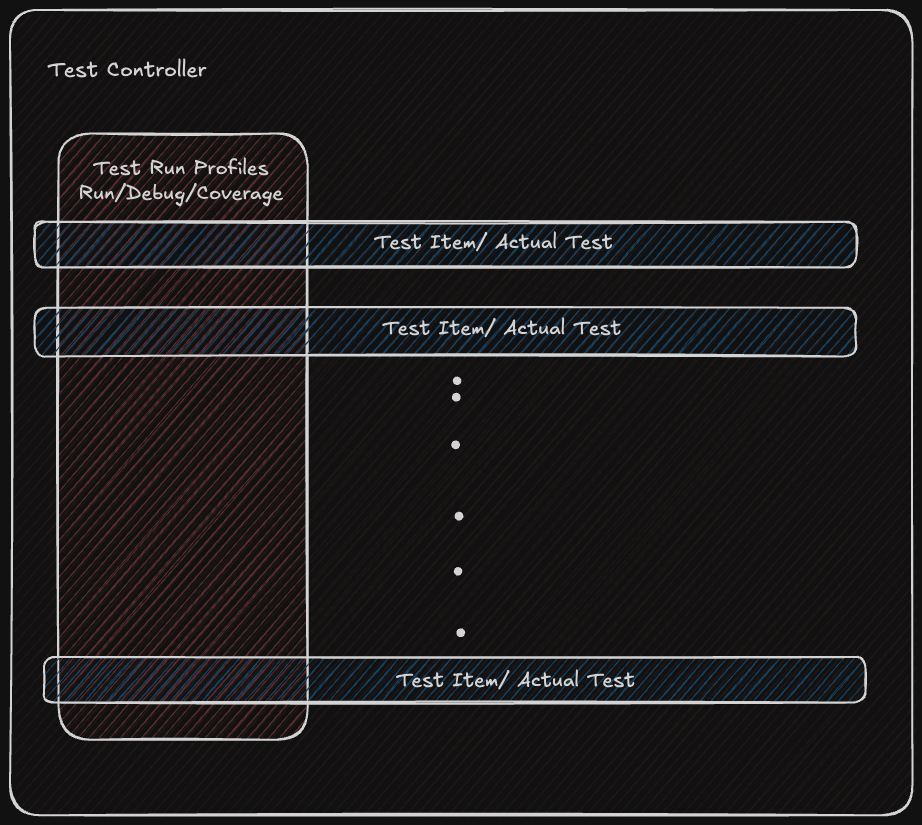 Test Controller
Test Run Profiles
Run/Debug/Coverage
Test Item/ Actual Test
Test Item/ Actual Test
Test Item/ Actual Test